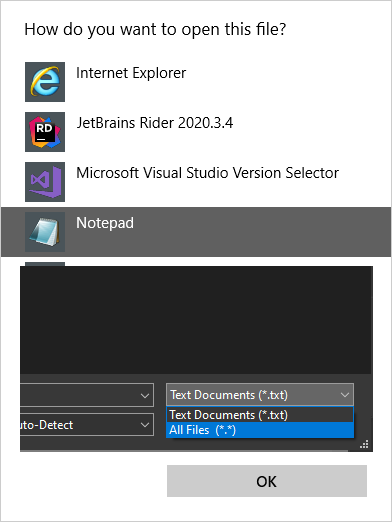 How do you want to open this file?
Internet Explorer
RD
JetBrains Rider 2020.3.4
Microsoft Visual Studio Version Selector
Notepad
Text Documents (*.txt)
Text Documents (*.txt)
uto-Detect
All Files (*.*)
OK